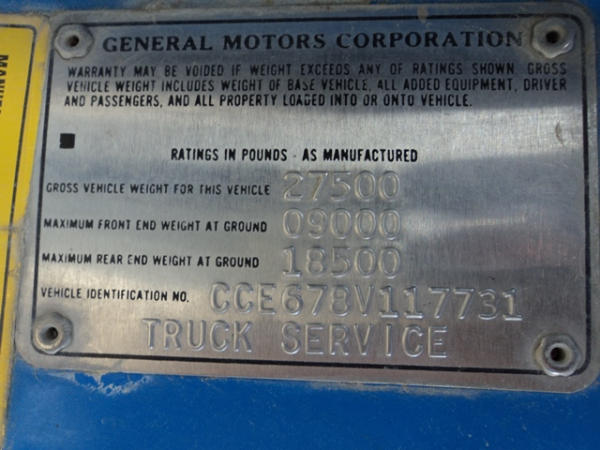 MANUFA
GENERAL MOTORS CORPORATION
WARRANTY MAY BE VOIDED IF WEIGHT EXCEEDS ANY OF RATINGS SHOWN. GROSS
VEHICLE WEIGHT INCLUDES WEIGHT OF BASE VEHICLE, ALL ADDED EQUIPMENT, DRIVER
AND PASSENGERS, AND ALL PROPERTY LOADED INTO OR ONTO VEHICLE.
RATINGS IN POUNDS - AS MANUFACTURED
GROSS VEHICLE WEIGHT FOR THIS VEHICLE 27500
MAXIMUM FRONT END WEIGHT AT GROUND 09000
MAXIMUM REAR END WEIGHT AT GROUND 18500
VEHICLE IDENTIFICATION NO. CCE678V117731
TRUCK SERVICE